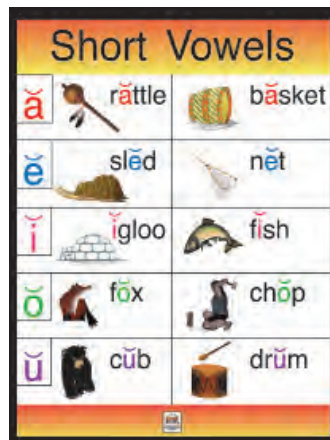 Short Vowels
ă răttle băsket
ĕ slĕd nĕt
ĭ ĭgloo fĭsh
ŏ fŏx chŏp
ŭ cŭb drŭm